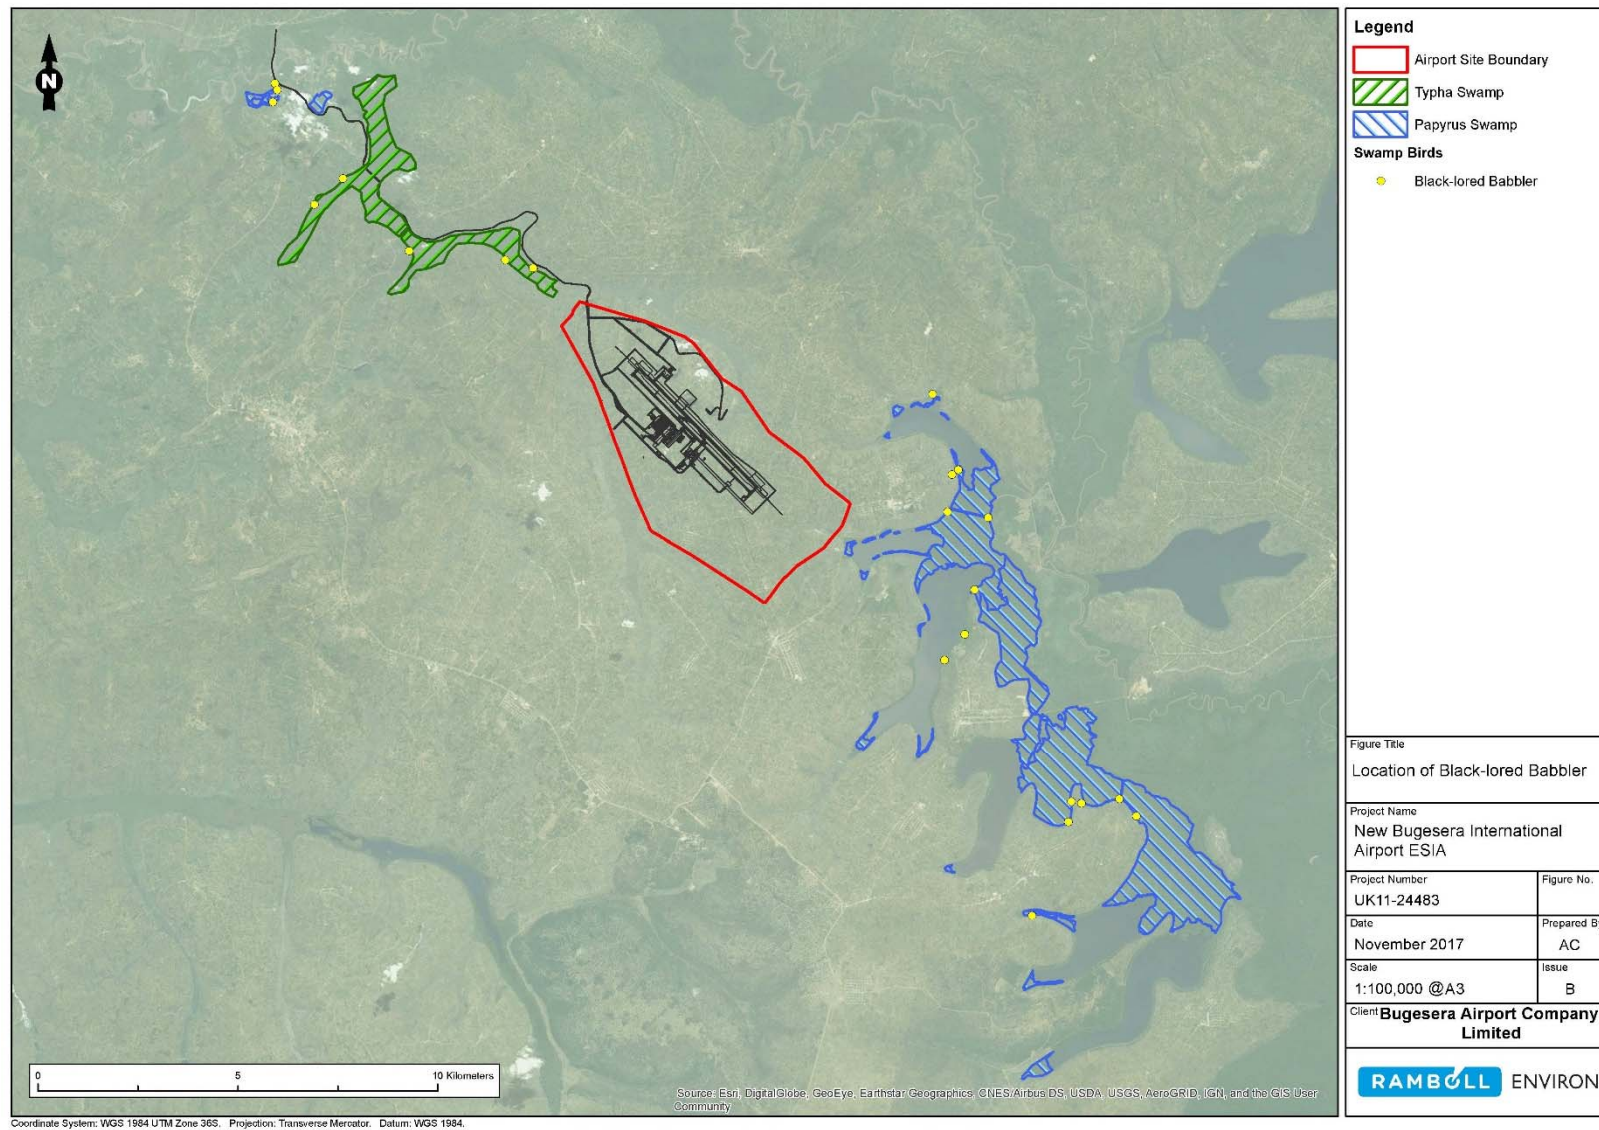 N
Legend
Airport Site Boundary
Typha Swamp
Papyrus Swamp
Swamp Birds
Black-lored Babbler
Figure Title
Location of Black-lored Babbler
Project Name
New Bugesera International
Airport ESIA
Project Number
UK11-24483
Figure No.
Date
November 2017
Prepared By
AC
Scale
1:100,000 @A3
Issue
B
Client
Bugesera Airport Company
Limited
RAMBOLL ENVIRON
0 5 10 Kilometers
Source: Esri, DigitalGlobe, GeoEye, Earthstar Geographics, CNES/Airbus DS, USDA, USGS, AeroGRID, IGN, and the GIS User
Community
Coordinate System: WGS 1984 UTM Zone 36S. Projection: Transverse Mercator. Datum: WGS 1984.